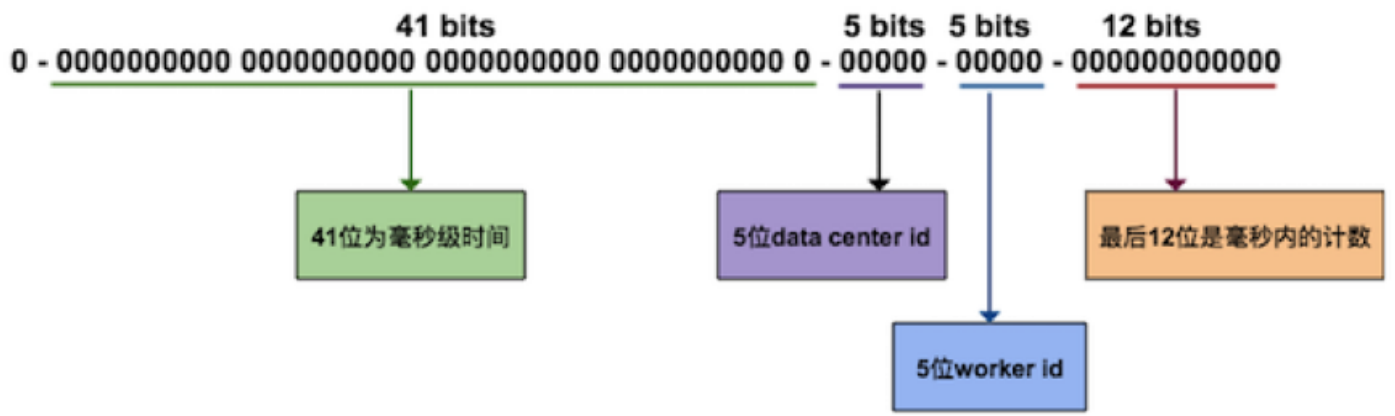 41 bits 5 bits 5 bits 12 bits
0 - 0000000000 0000000000 0000000000 0000000000 0 - 00000 - 00000 - 000000000000
41位为毫秒级时间
5位data center id
最后12位是毫秒内的计数
5位worker id